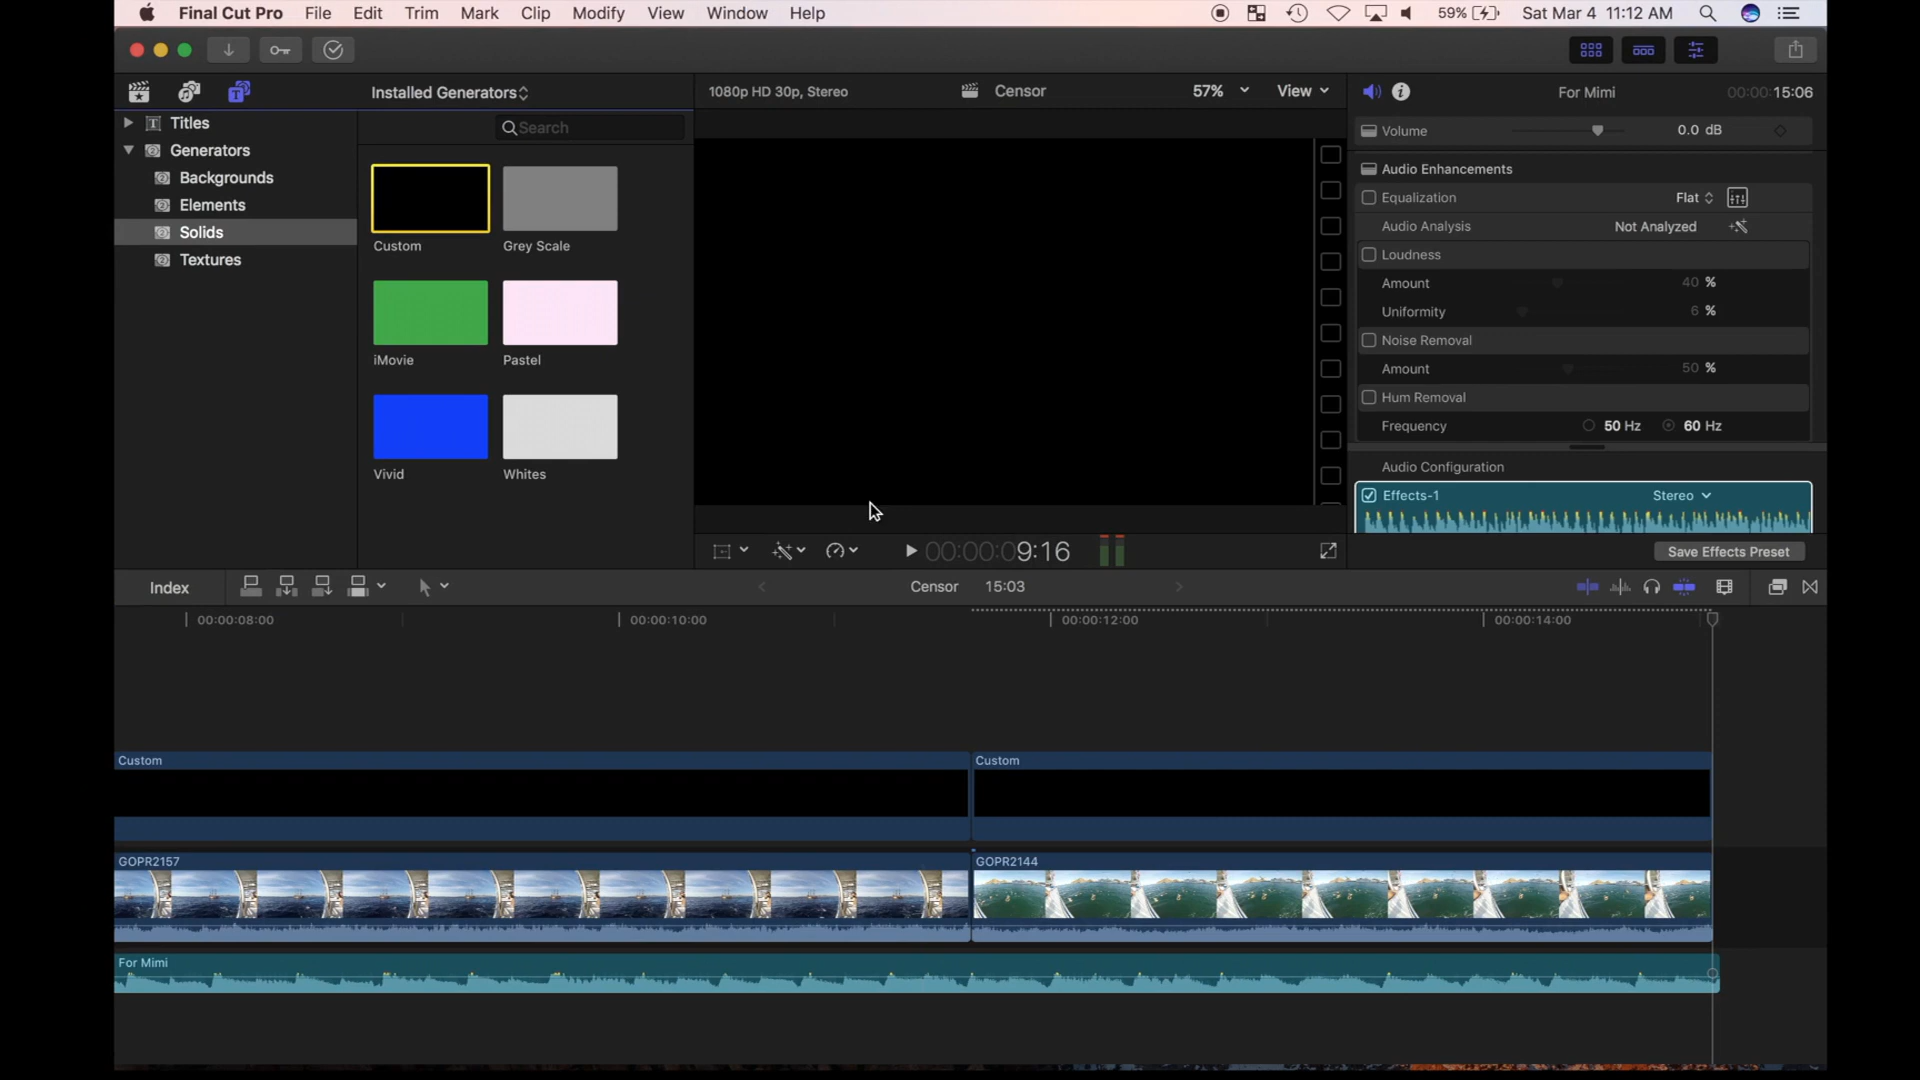 Final Cut Pro File Edit Trim Mark Clip Modify View Window Help 59% Sat Mar 4 11:12 AM
Installed Generators 1080p HD 30p, Stereo Censor 57% View For Mimi 00:00:15:06
Titles
Generators
Backgrounds
Elements
Solids
Textures
Search
Custom Grey Scale
iMovie Pastel
Vivid Whites
Volume 0.0 dB
Audio Enhancements
Equalization Flat
Audio Analysis Not Analyzed
Loudness
Amount 40 %
Uniformity 6 %
Noise Removal
Amount 50 %
Hum Removal
Frequency 50 Hz 60 Hz
Audio Configuration
Effects-1 Stereo
00:00:09:16 Save Effects Preset
Index Censor 15:03
00:00:08:00 00:00:10:00 00:00:12:00 00:00:14:00
Custom Custom
GOPR2157 GOPR2144
For Mimi